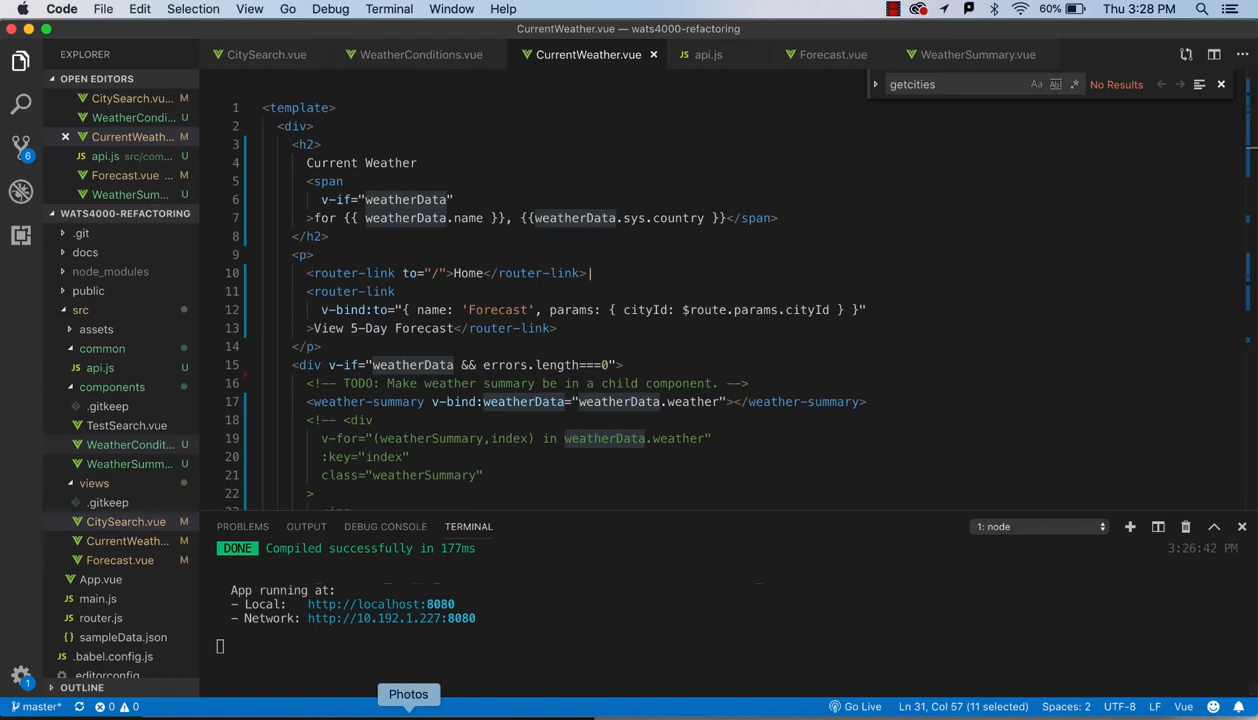 Code File Edit Selection View Go Debug Terminal Window Help 60% Thu 3:28 PM
CurrentWeather.vue — wats4000-refactoring
EXPLORER
CitySearch.vue WeatherConditions.vue CurrentWeather.vue api.js Forecast.vue WeatherSummary.vue
getcities Aa Abl .* No Results
OPEN EDITORS
CitySearch.vu... M
WeatherCondi... U
CurrentWeath... M
api.js src/com... U
Forecast.vue ... M
WeatherSum... U
WATS4000-REFACTORING
.git
docs
node_modules
public
src
assets
common
api.js U
components
.gitkeep
TestSearch.vue
WeatherCondit... U
WeatherSumm... U
views
.gitkeep
CitySearch.vue M
CurrentWeath... M
Forecast.vue M
App.vue
main.js
router.js
{ } sampleData.json
.babel.config.js
.editorconfig
OUTLINE
6
1
1 <template>
2 <div>
3 <h2>
4 Current Weather
5 <span
6 v-if="weatherData"
7 >for {{ weatherData.name }}, {{weatherData.sys.country }}</span>
8 </h2>
9 <p>
10 <router-link to="/">Home</router-link>|
11 <router-link
12 v-bind:to="{ name: 'Forecast', params: { cityId: $route.params.cityId } }"
13 >View 5-Day Forecast</router-link>
14 </p>
15 <div v-if="weatherData && errors.length===0">
16 <!-- TODO: Make weather summary be in a child component. -->
17 <weather-summary v-bind:weatherData="weatherData.weather"></weather-summary>
18 <!-- <div
19 v-for="(weatherSummary,index) in weatherData.weather"
20 :key="index"
21 class="weatherSummary"
22 >
PROBLEMS OUTPUT DEBUG CONSOLE TERMINAL 1: node
DONE Compiled successfully in 177ms 3:26:42 PM
App running at:
- Local: http://localhost:8080
- Network: http://10.192.1.227:8080
Photos
master* 0 0 Go Live Ln 31, Col 57 (11 selected) Spaces: 2 UTF-8 LF Vue